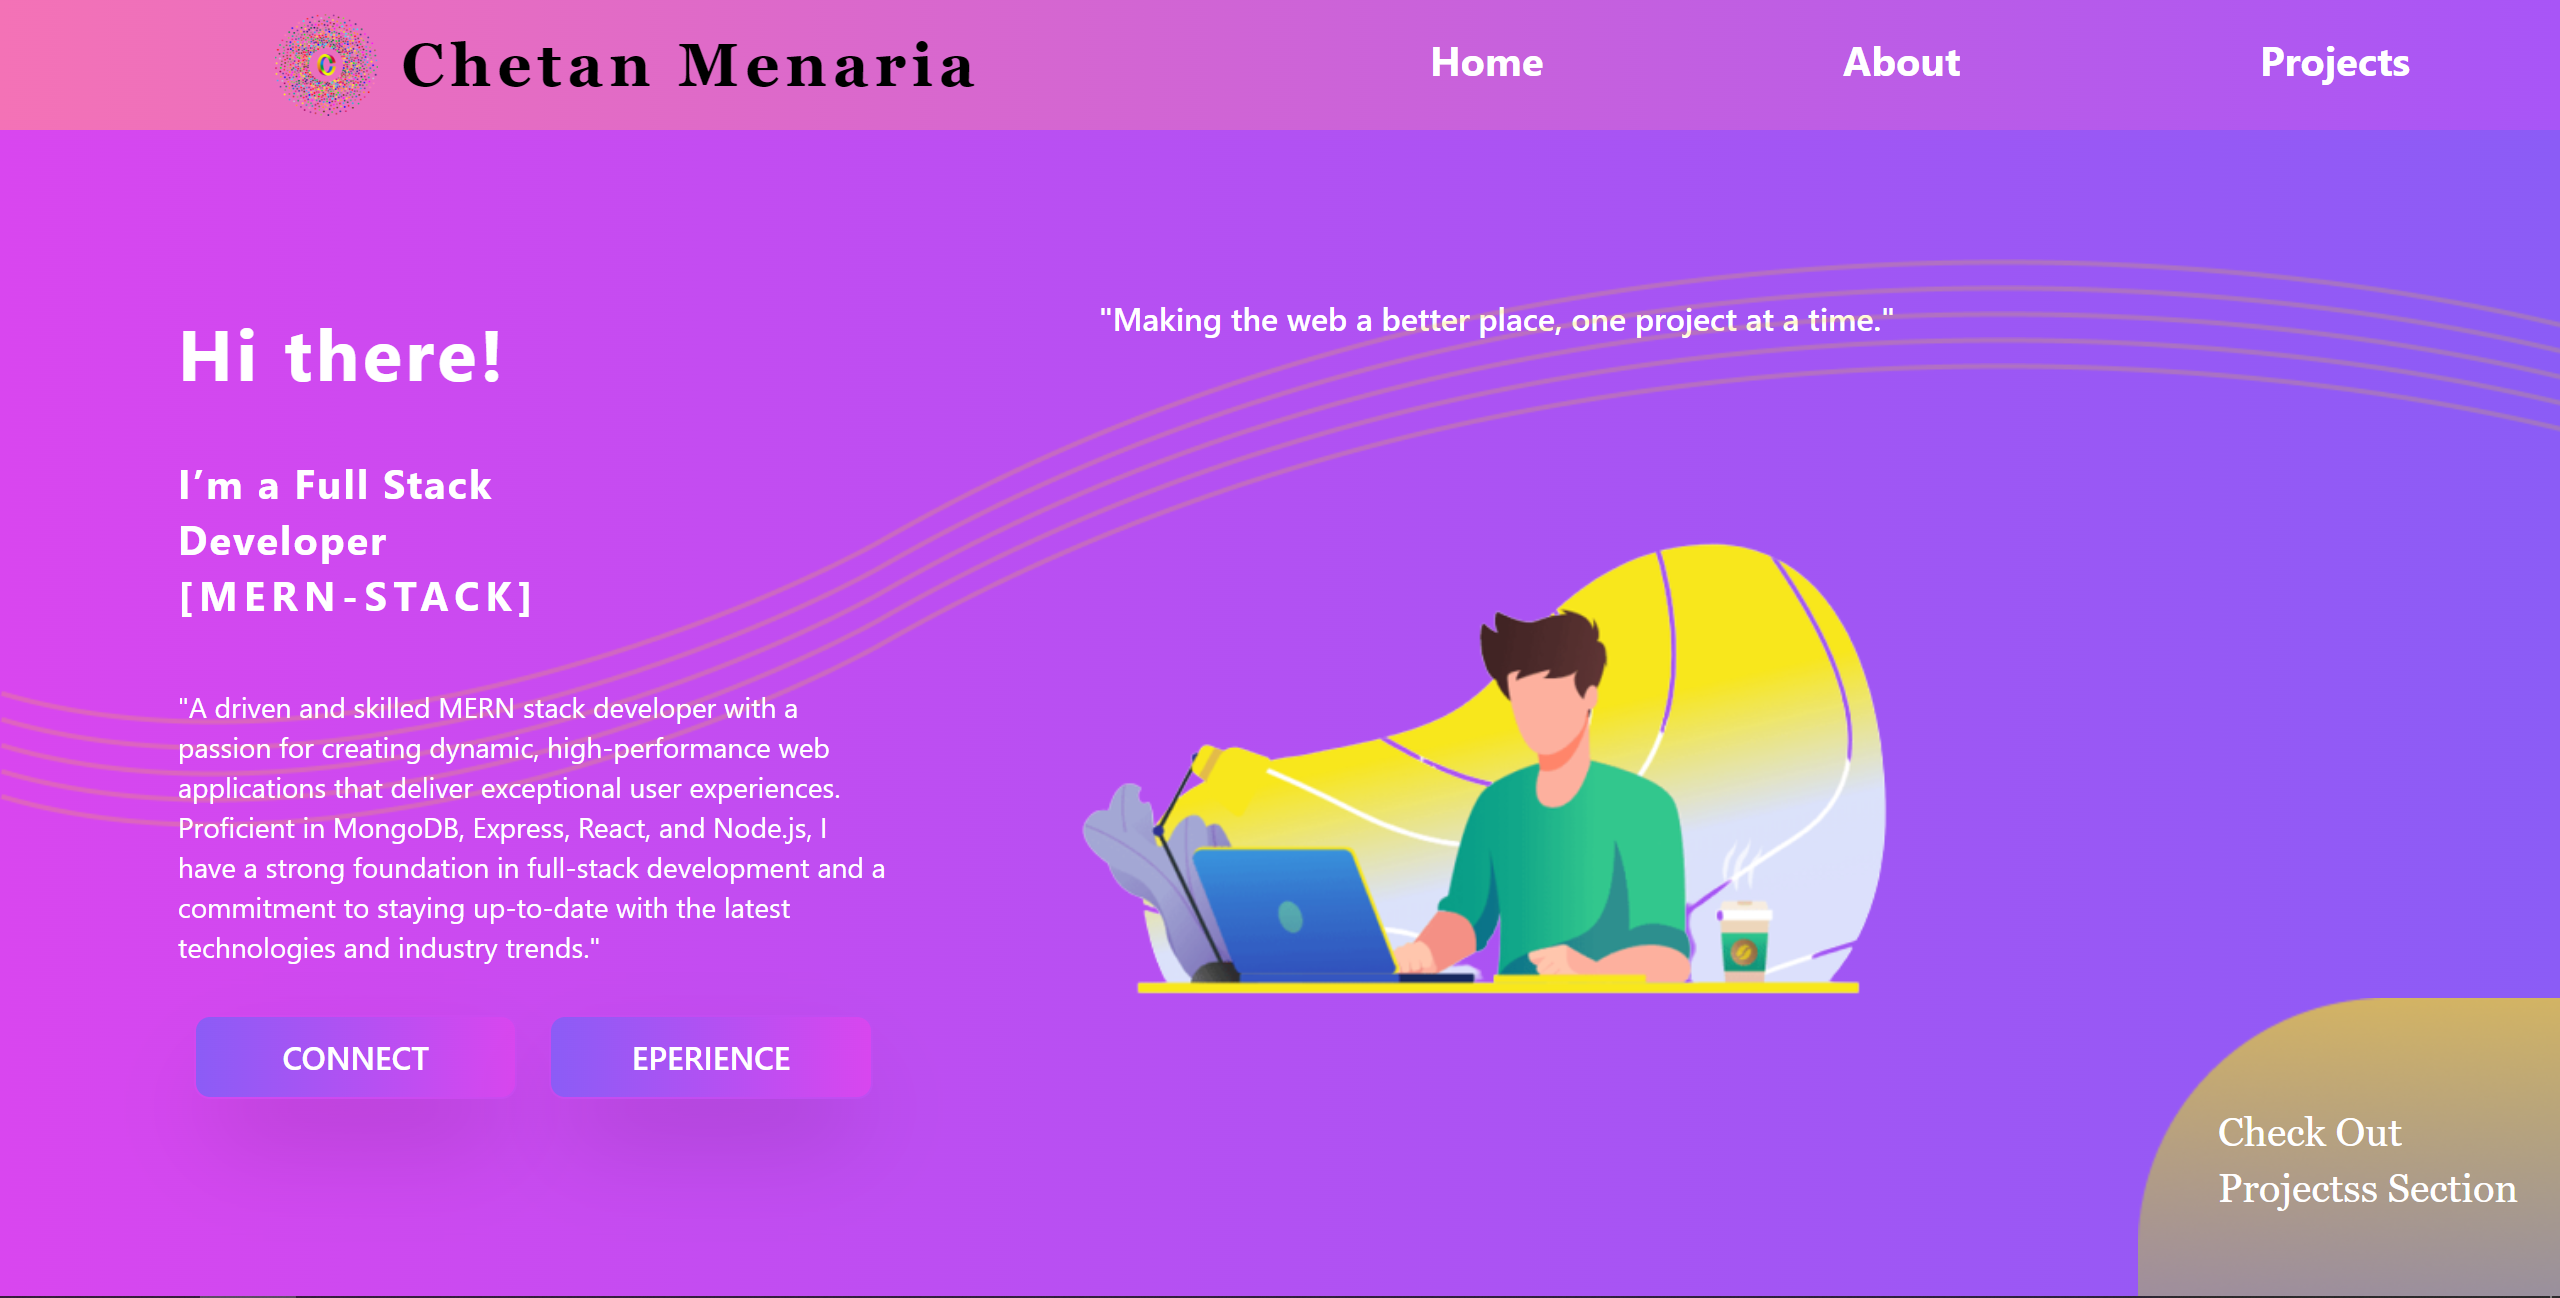 C
Chetan Menaria
Home
About
Projects
Hi there!
I’m a Full Stack
Developer
[MERN-STACK]
"A driven and skilled MERN stack developer with a
passion for creating dynamic, high-performance web
applications that deliver exceptional user experiences.
Proficient in MongoDB, Express, React, and Node.js, I
have a strong foundation in full-stack development and a
commitment to staying up-to-date with the latest
technologies and industry trends."
CONNECT
EPERIENCE
"Making the web a better place, one project at a time."
Check Out
Projectss Section